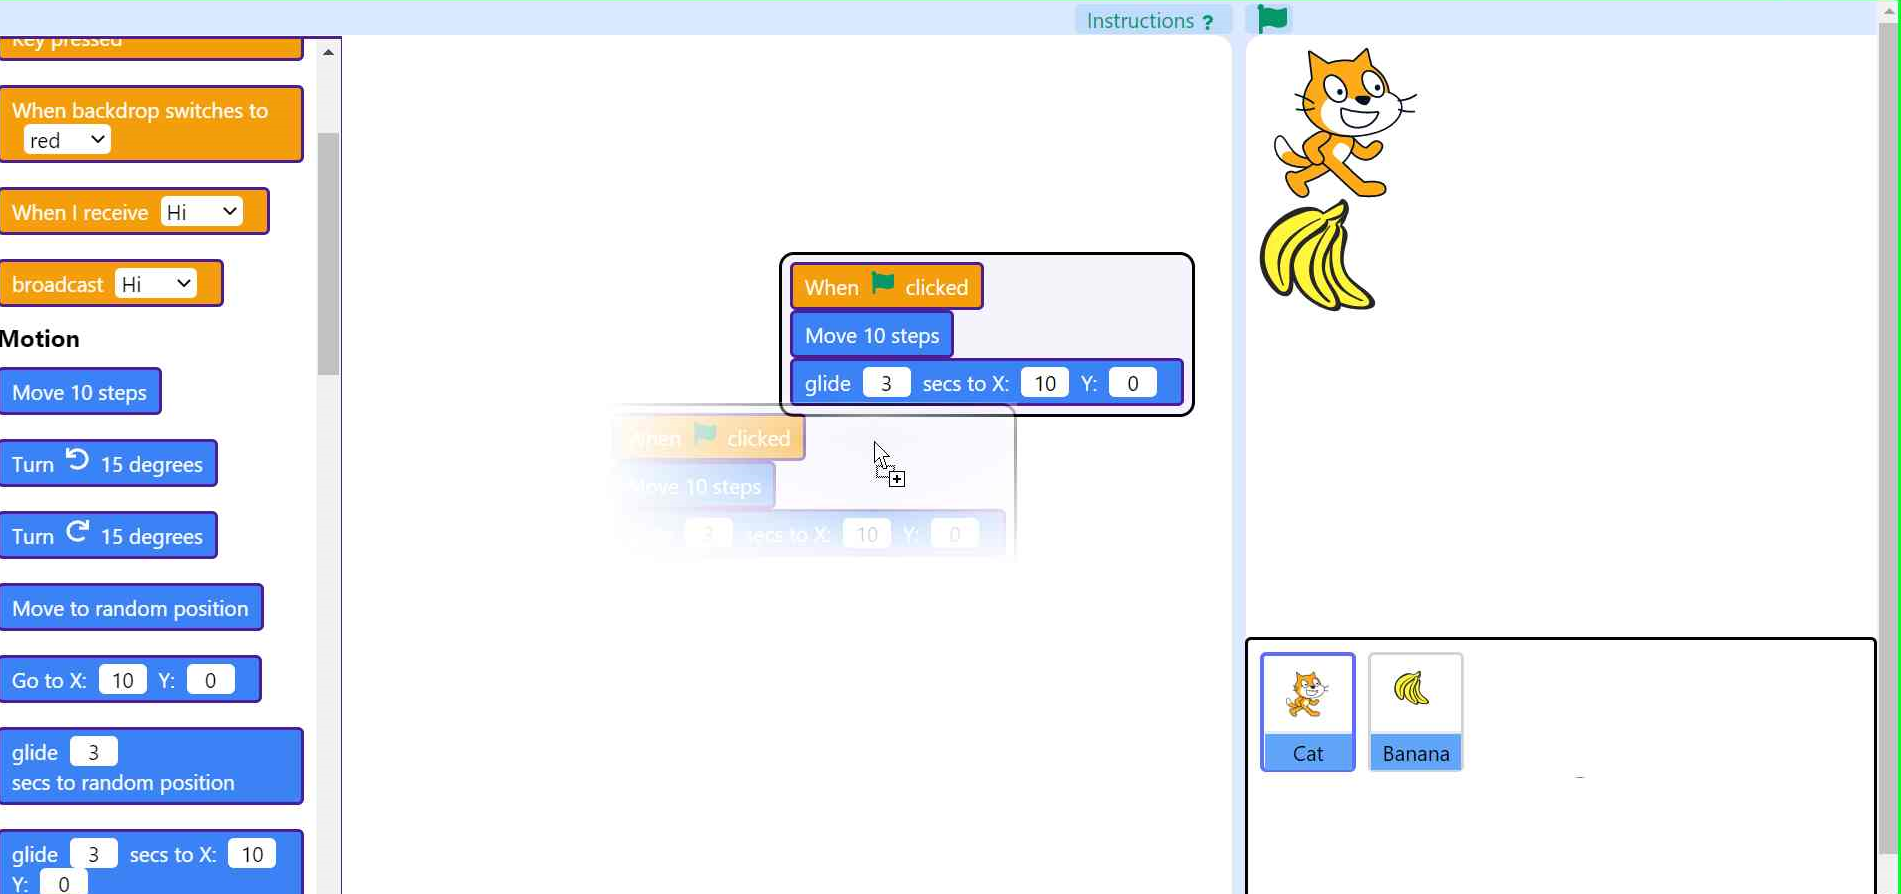 Instructions ?
key pressed
When backdrop switches to
red
When I receive Hi
broadcast Hi
Motion
Move 10 steps
Turn 15 degrees
Turn 15 degrees
Move to random position
Go to X: 10 Y: 0
glide 3
secs to random position
glide 3 secs to X: 10
Y: 0
When clicked
Move 10 steps
glide 3 secs to X: 10 Y: 0
When clicked
Move 10 steps
3 secs to X: 10 Y: 0
Cat
Banana